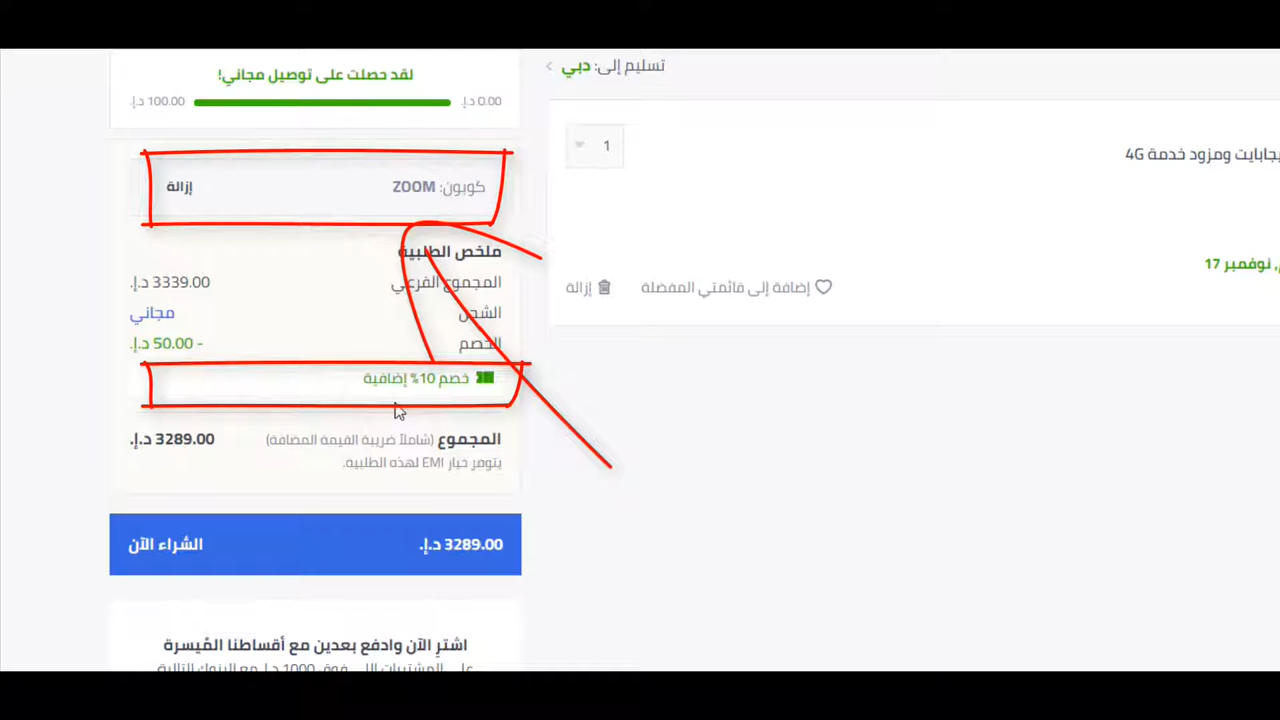 تسليم إلى: دبي
1
يجابايت ومزود خدمة 4G
نوفمبر 17
إضافة إلى قائمتي المفضلة
إزالة
لقد حصلت على توصيل مجاني!
0.00 د.إ.
100.00 د.إ.
كوبون: ZOOM
إزالة
ملخص الطلبية
المجموع الفرعي
3339.00 د.إ.
الشحن
مجاني
الخصم
- 50.00 د.إ.
خصم 10% إضافية
المجموع (شاملاً ضريبة القيمة المضافة)
3289.00 د.إ.
يتوفر خيار EMI لهذه الطلبية.
3289.00 د.إ.
الشراء الآن
اشترِ الآن وادفع بعدين مع أقساطنا المُيسرة